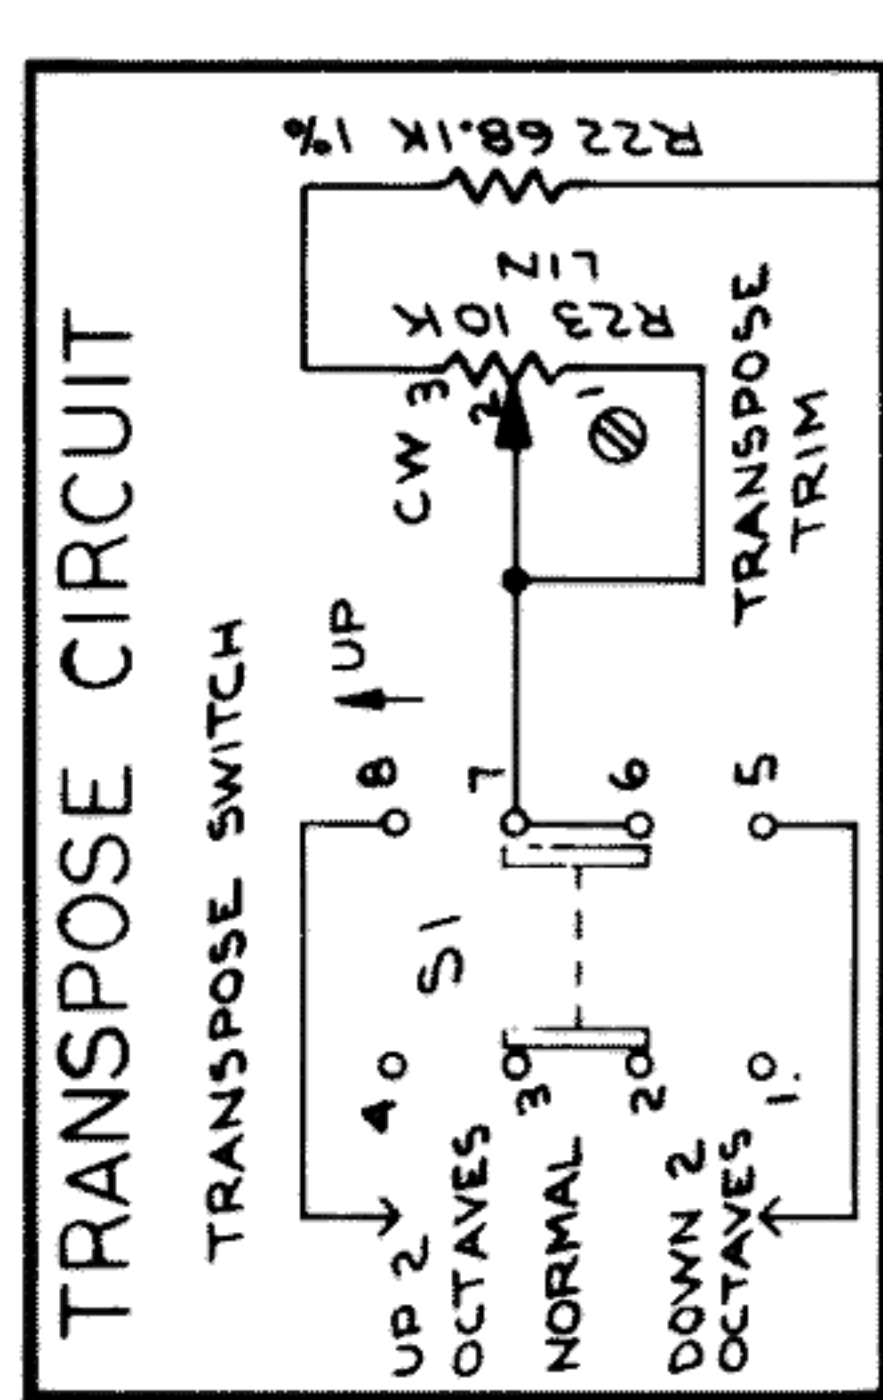 TRANSPOSE CIRCUIT
TRANSPOSE SWITCH
UP
R22 68.1K 1%
R23 10K
LIN
CW
3
2
1
TRANSPOSE
TRIM
S1
8
7
6
5
4
3
2
1.
UP 2
OCTAVES
NORMAL
DOWN 2
OCTAVES